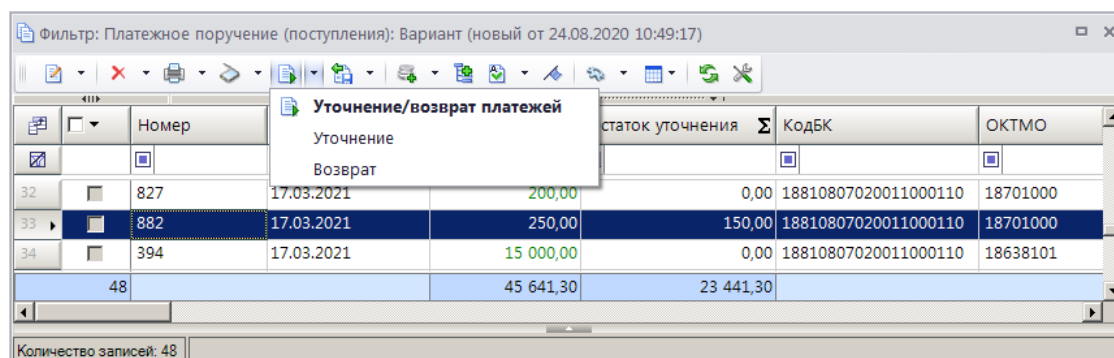 Фильтр: Платежное поручение (поступления): Вариант (новый от 24.08.2020 10:49:17)
Уточнение/возврат платежей
Уточнение
Возврат
Номер статок уточнения Σ КодБК ОКТМО
32 827 17.03.2021 200,00 0,00 18810807020011000110 18701000
33 882 17.03.2021 250,00 150,00 18810807020011000110 18701000
34 394 17.03.2021 15 000,00 0,00 18810807020011000110 18638101
48 45 641,30 23 441,30
Количество записей: 48